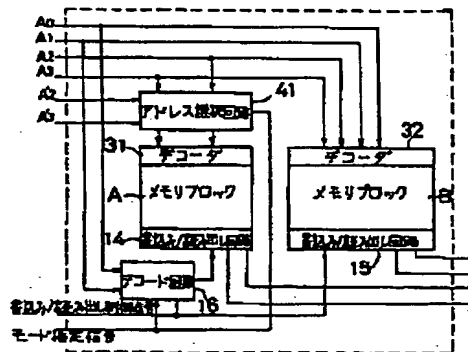 A0
A1
A2
A3
A'2
A'3
アドレス選択回路
41
31
デコーダ
A
メモリブロック
14
書込み/読み出し回路
デコード回路
16
書込み/読み出し制御信号
モード指定信号
32
デコーダ
メモリブロック
B
書込み/読み出し回路
15